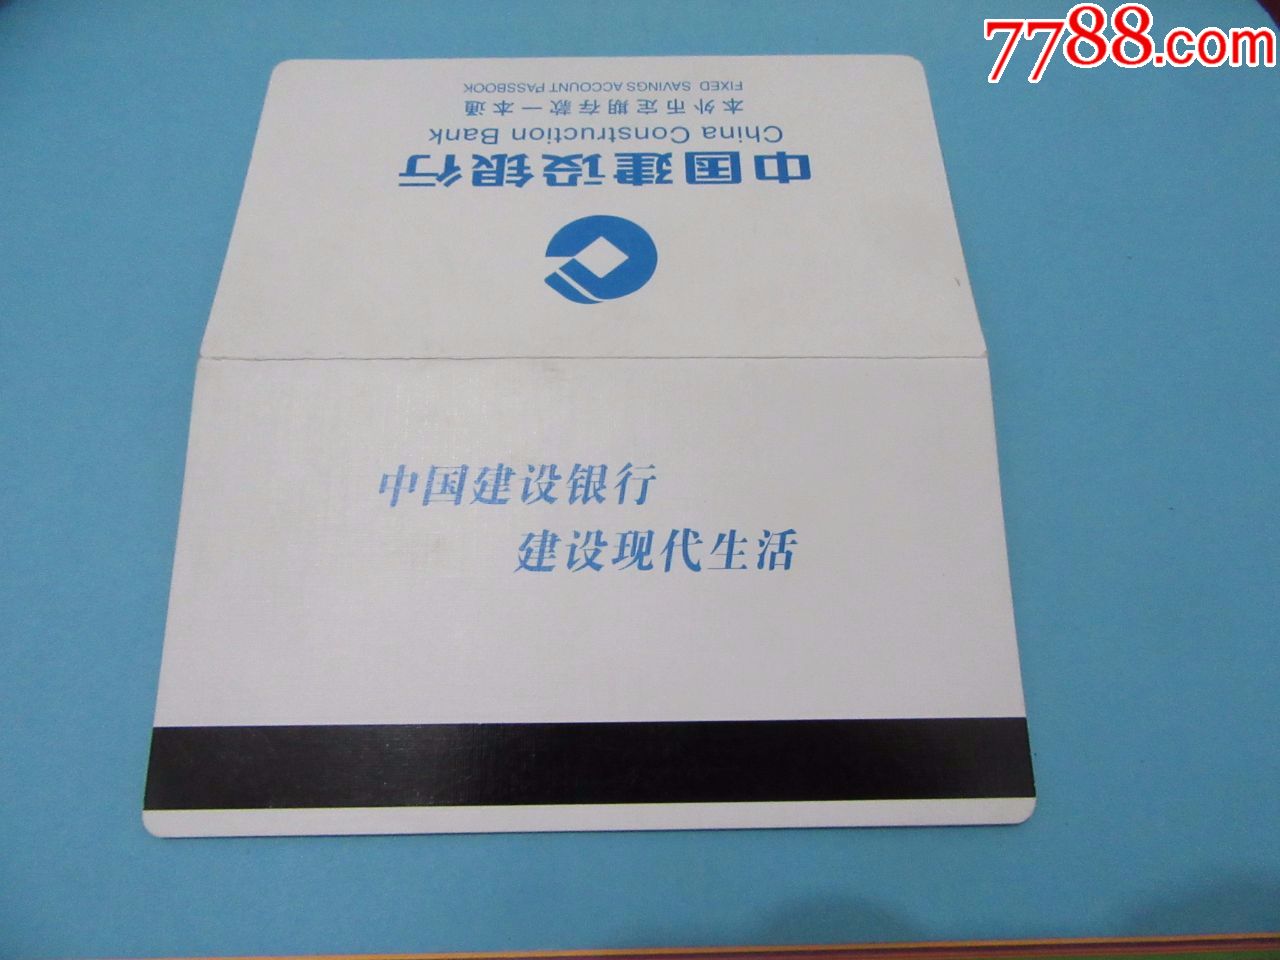 7788.com
中国建设银行
China Construction Bank
本外币定期存款一本通
FIXED SAVINGS ACCOUNT PASSBOOK
中国建设银行
建设现代生活